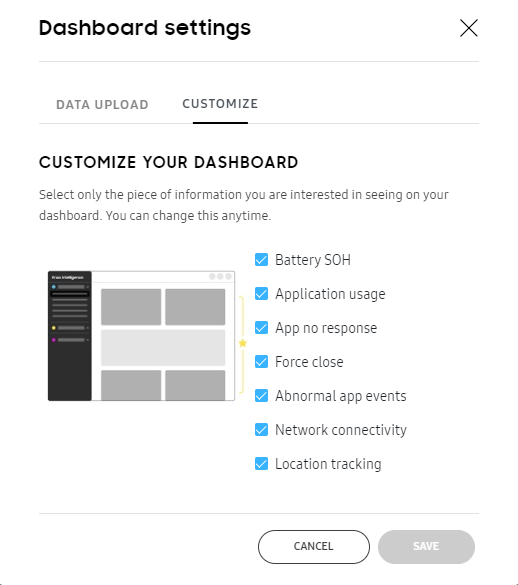 Dashboard settings
DATA UPLOAD
CUSTOMIZE
CUSTOMIZE YOUR DASHBOARD
Select only the piece of information you are interested in seeing on your
dashboard. You can change this anytime.
Knox Intelligence
Battery SOH
Application usage
App no response
Force close
Abnormal app events
Network connectivity
Location tracking
CANCEL
SAVE